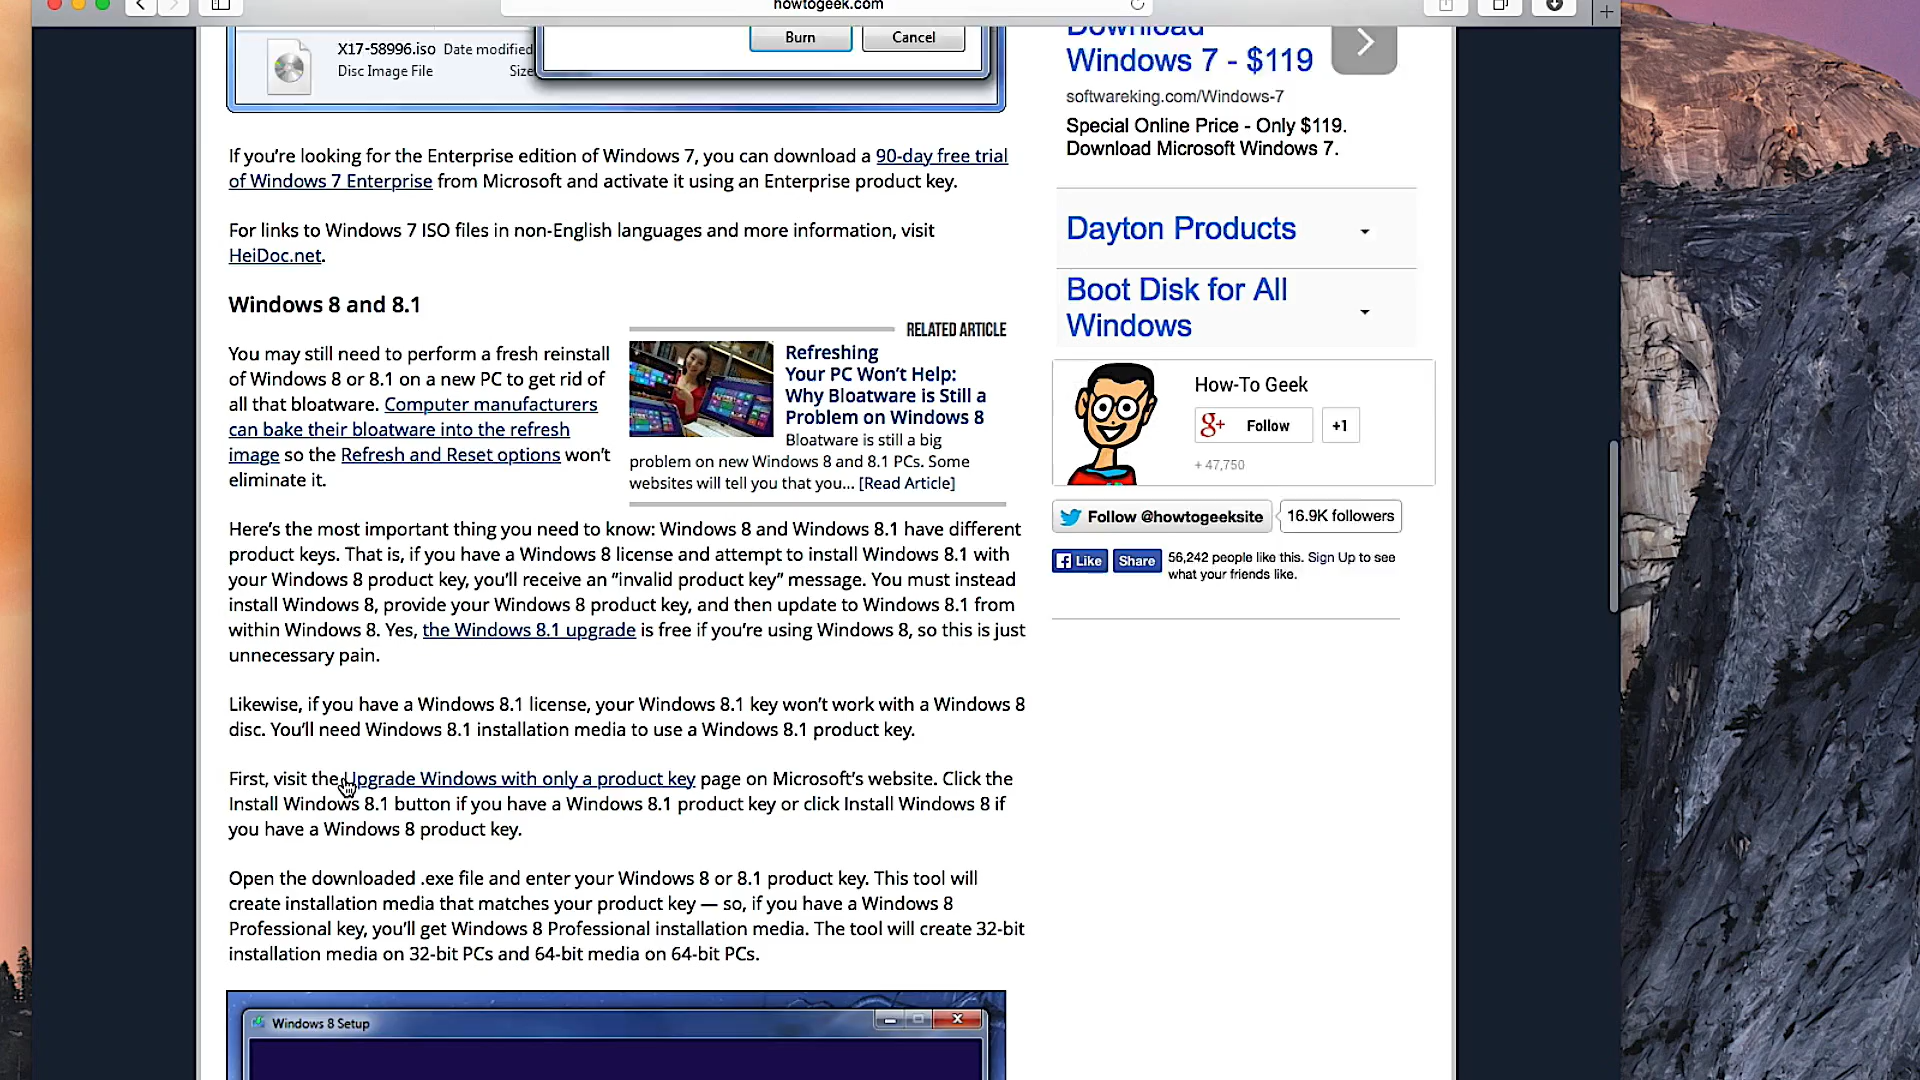 howtogeek.com
Burn
Cancel
X17-58996.iso Date modified
Disc Image File Size
If you’re looking for the Enterprise edition of Windows 7, you can download a 90-day free trial
of Windows 7 Enterprise from Microsoft and activate it using an Enterprise product key.
For links to Windows 7 ISO files in non-English languages and more information, visit
HeiDoc.net.
Windows 8 and 8.1
You may still need to perform a fresh reinstall
of Windows 8 or 8.1 on a new PC to get rid of
all that bloatware. Computer manufacturers
can bake their bloatware into the refresh
image so the Refresh and Reset options won’t
eliminate it.
RELATED ARTICLE
Refreshing
Your PC Won’t Help:
Why Bloatware is Still a
Problem on Windows 8
Bloatware is still a big
problem on new Windows 8 and 8.1 PCs. Some
websites will tell you that you... [Read Article]
Here’s the most important thing you need to know: Windows 8 and Windows 8.1 have different
product keys. That is, if you have a Windows 8 license and attempt to install Windows 8.1 with
your Windows 8 product key, you’ll receive an “invalid product key” message. You must instead
install Windows 8, provide your Windows 8 product key, and then update to Windows 8.1 from
within Windows 8. Yes, the Windows 8.1 upgrade is free if you’re using Windows 8, so this is just
unnecessary pain.
Likewise, if you have a Windows 8.1 license, your Windows 8.1 key won’t work with a Windows 8
disc. You’ll need Windows 8.1 installation media to use a Windows 8.1 product key.
First, visit the Upgrade Windows with only a product key page on Microsoft’s website. Click the
Install Windows 8.1 button if you have a Windows 8.1 product key or click Install Windows 8 if
you have a Windows 8 product key.
Open the downloaded .exe file and enter your Windows 8 or 8.1 product key. This tool will
create installation media that matches your product key — so, if you have a Windows 8
Professional key, you’ll get Windows 8 Professional installation media. The tool will create 32-bit
installation media on 32-bit PCs and 64-bit media on 64-bit PCs.
Windows 8 Setup
Download
Windows 7 - $119
softwareking.com/Windows-7
Special Online Price - Only $119.
Download Microsoft Windows 7.
Dayton Products
Boot Disk for All
Windows
How-To Geek
g+ Follow +1
+ 47,750
Follow @howtogeeksite 16.9K followers
Like Share 56,242 people like this. Sign Up to see
what your friends like.